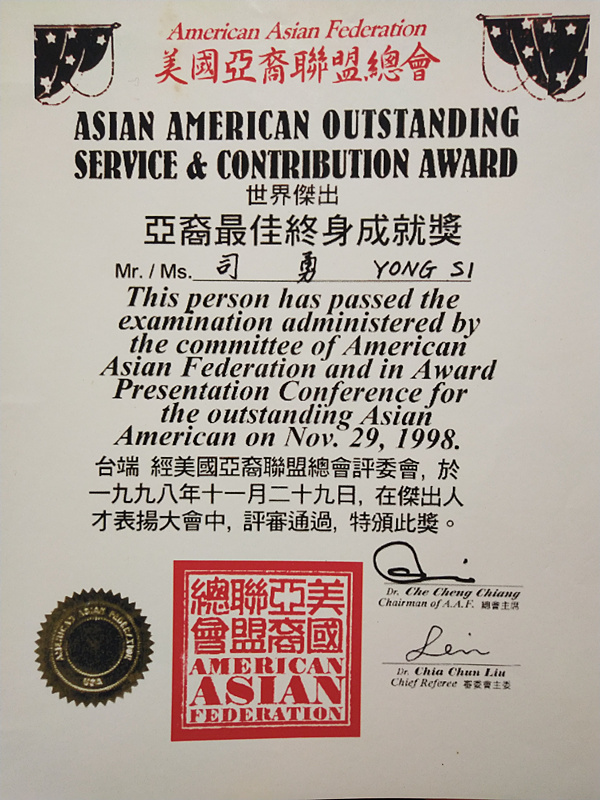 American Asian Federation
美國亞裔聯盟總會
ASIAN AMERICAN OUTSTANDING
SERVICE & CONTRIBUTION AWARD
世界傑出
亞裔最佳終身成就獎
Mr. / Ms. 司 勇 YONG SI
This person has passed the
examination administered by
the committee of American
Asian Federation and in Award
Presentation Conference for
the outstanding Asian
American on Nov. 29, 1998.
台端 經美國亞裔聯盟總會評委會, 於
一九九八年十一月二十九日, 在傑出人
才表揚大會中, 評審通過, 特頒此獎。
Dr. Che Cheng Chiang
Chairman of A.A.F. 總會主席
Dr. Chia Chun Liu
Chief Referee 審委會主委
AMERICAN ASIAN FEDERATION
USA
美國
亞裔
聯盟
總會
AMERICAN
ASIAN
FEDERATION